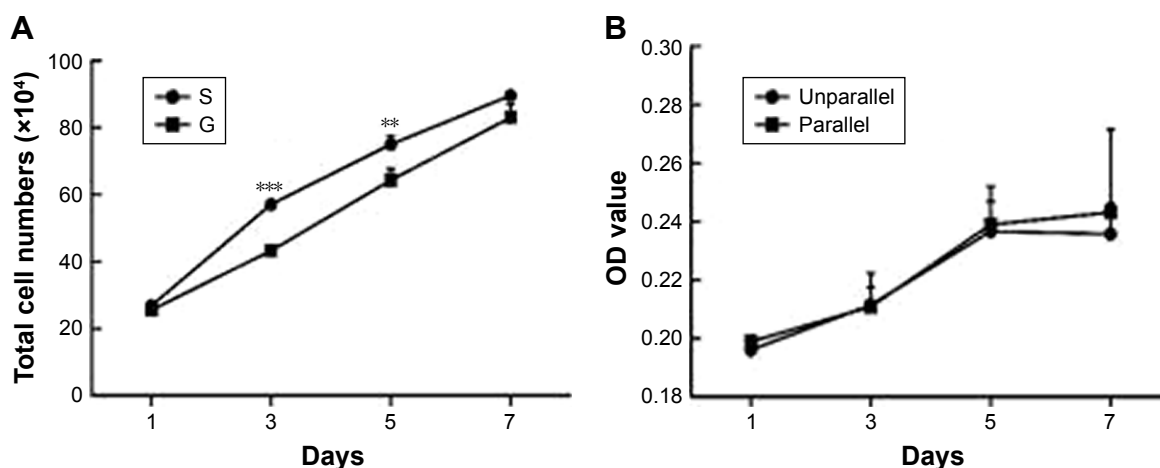 A
Total cell numbers (×10⁴)
100
80
60
40
20
0
S
G
***
**
1 3 5 7
Days
B
OD value
0.30
0.28
0.26
0.24
0.22
0.20
0.18
Unparallel
Parallel
1 3 5 7
Days